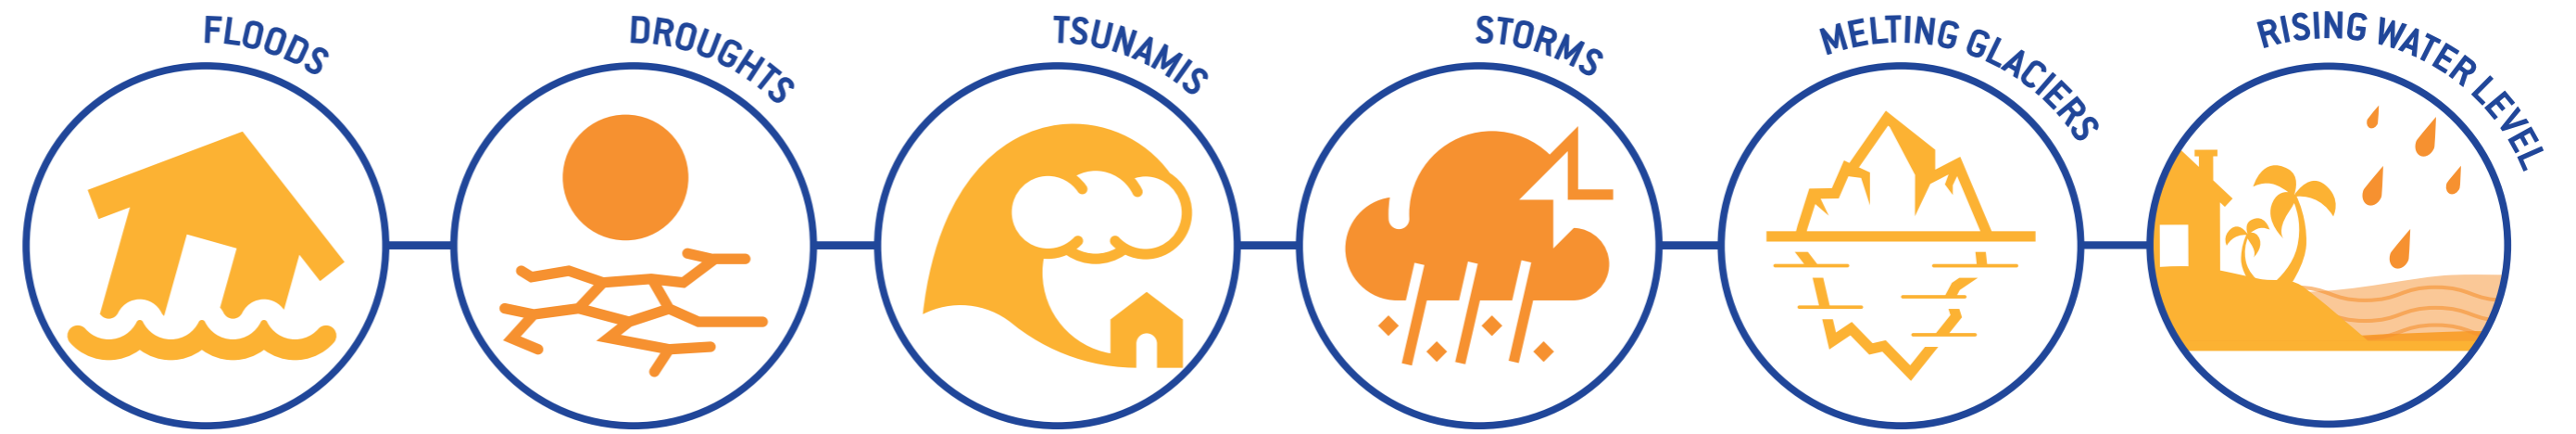 FLOODS
DROUGHTS
TSUNAMIS
STORMS
MELTING GLACIERS
RISING WATER LEVEL